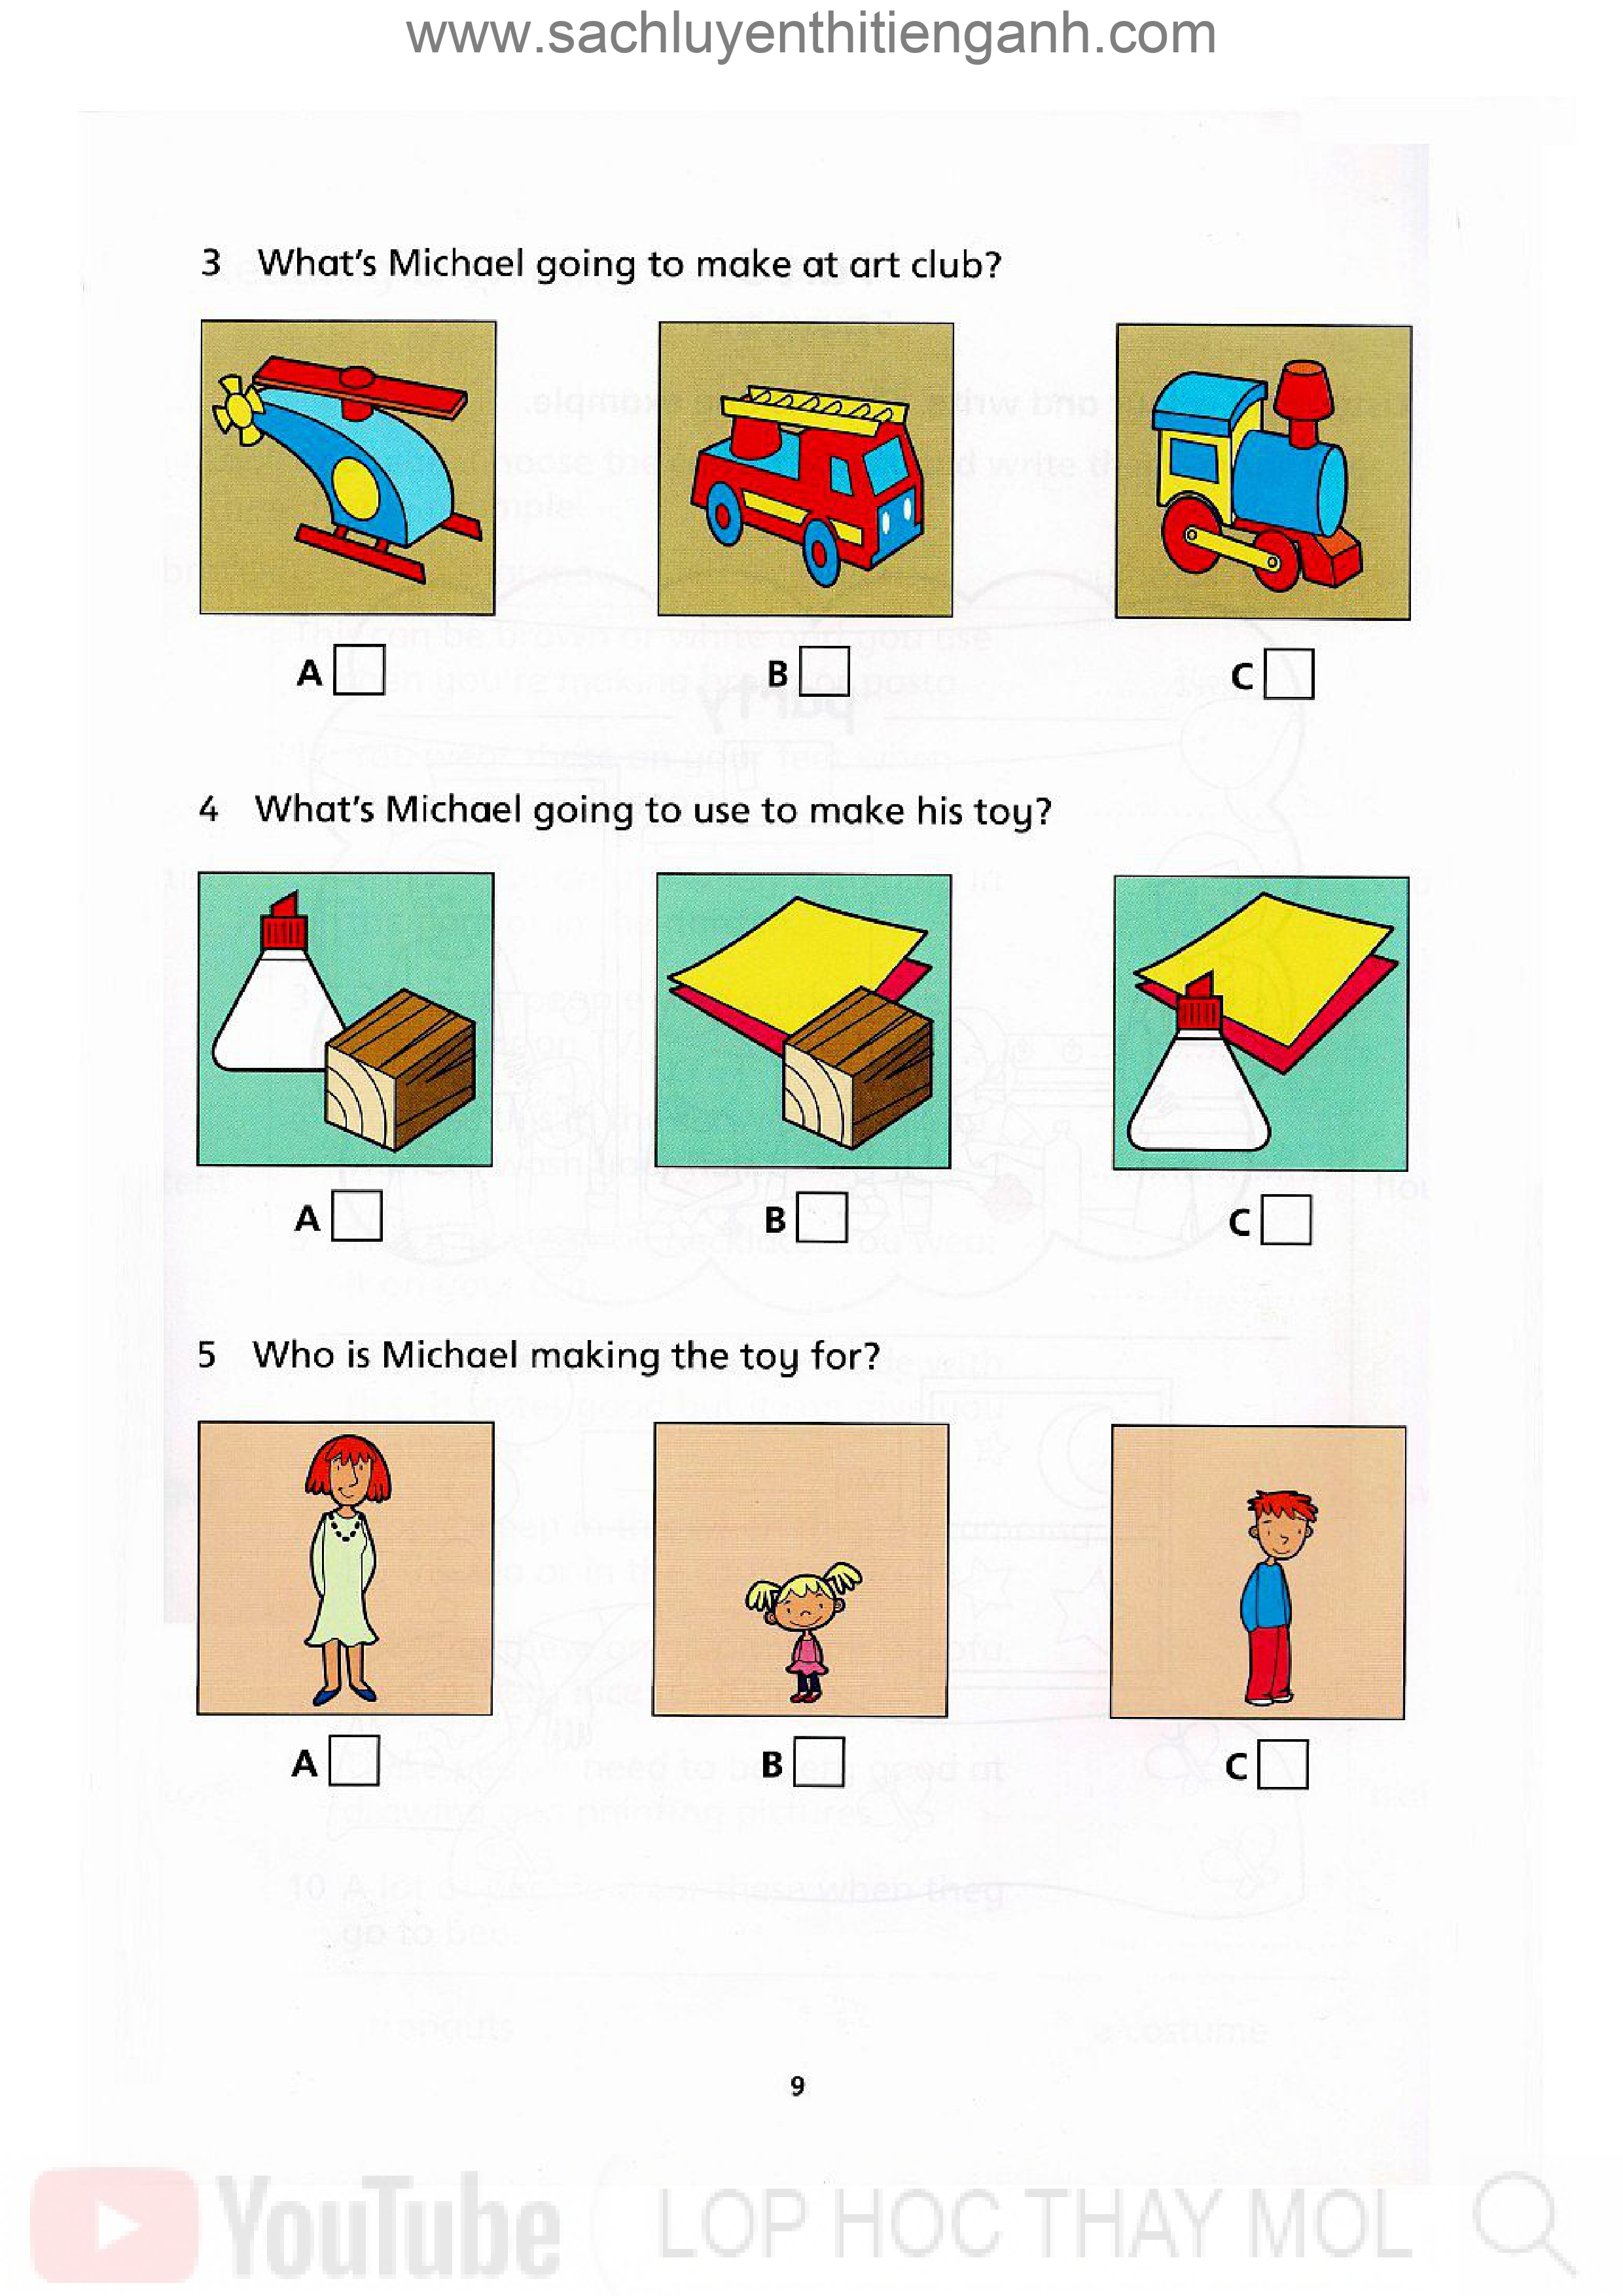 www.sachluyenthitienganh.com
3 What's Michael going to make at art club?
A B C
4 What's Michael going to use to make his toy?
A B C
5 Who is Michael making the toy for?
A B C
9
YouTube LOP HOC THAY MOL